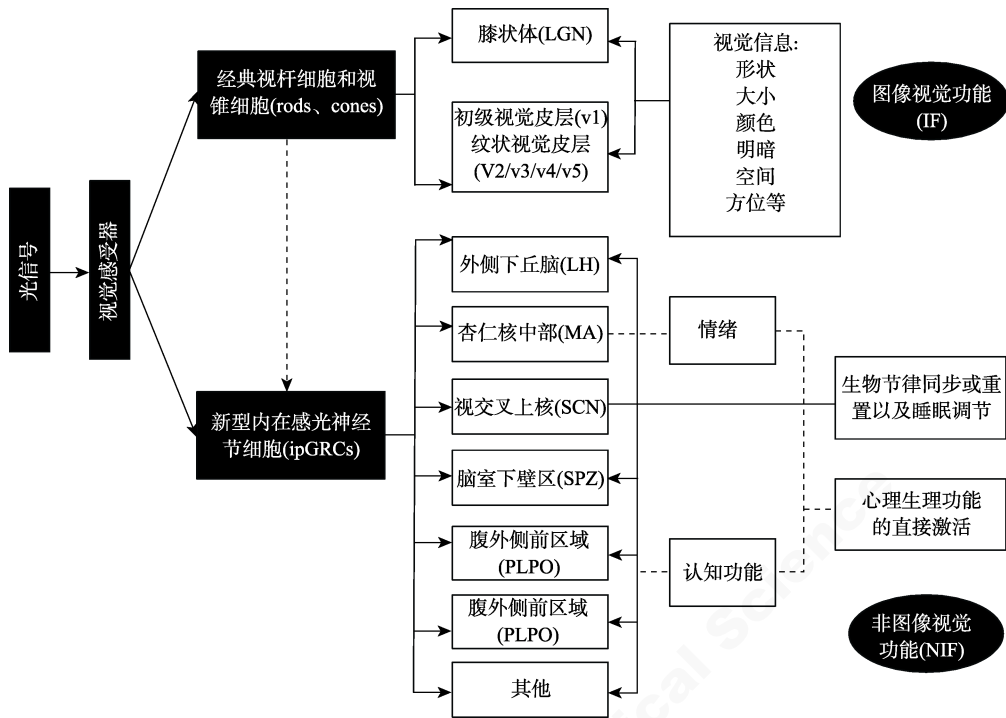 光信号
视觉感受器
经典视杆细胞和视
锥细胞(rods、cones)
新型内在感光神经
节细胞(ipGRCs)
膝状体(LGN)
初级视觉皮层(v1)
纹状视觉皮层
(V2/v3/v4/v5)
视觉信息:
形状
大小
颜色
明暗
空间
方位等
图像视觉功能
(IF)
外侧下丘脑(LH)
杏仁核中部(MA)
视交叉上核(SCN)
脑室下壁区(SPZ)
腹外侧前区域
(PLPO)
腹外侧前区域
(PLPO)
其他
情绪
认知功能
生物节律同步或重
置以及睡眠调节
心理生理功能
的直接激活
非图像视觉
功能(NIF)
cal Science